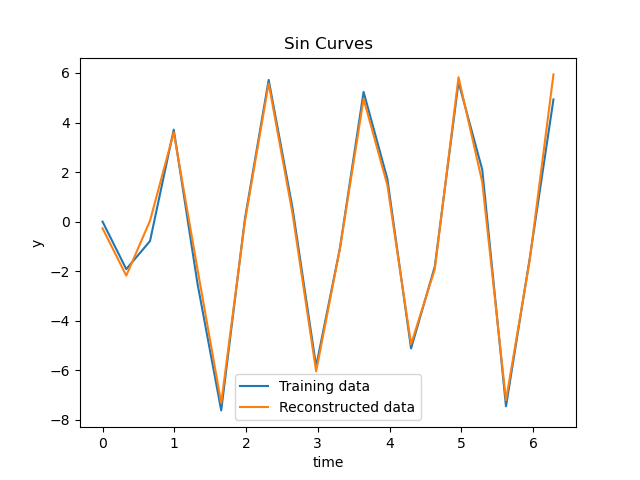 Sin Curves
6
4
2
0
−2
−4
−6
−8
y
Training data
Reconstructed data
0 1 2 3 4 5 6
time